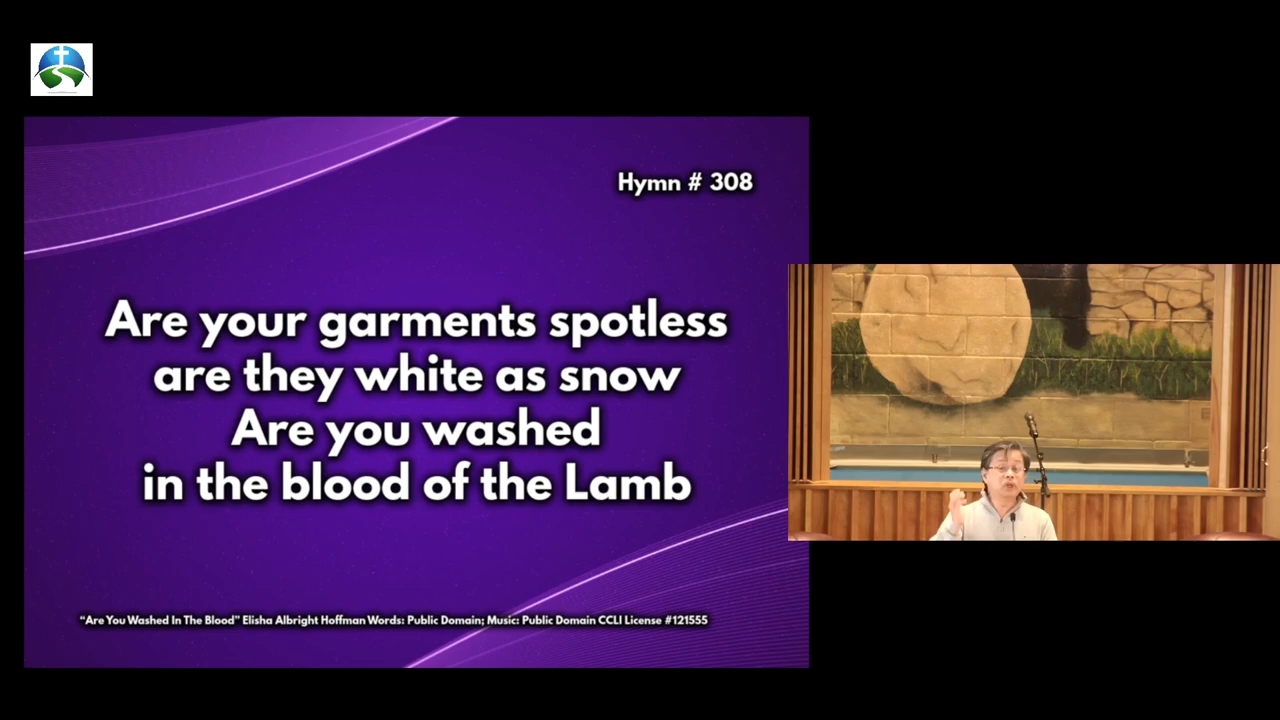 Hymn # 308
Are your garments spotless
are they white as snow
Are you washed
in the blood of the Lamb
"Are You Washed In The Blood" Elisha Albright Hoffman Words: Public Domain; Music: Public Domain CCLI License #121555